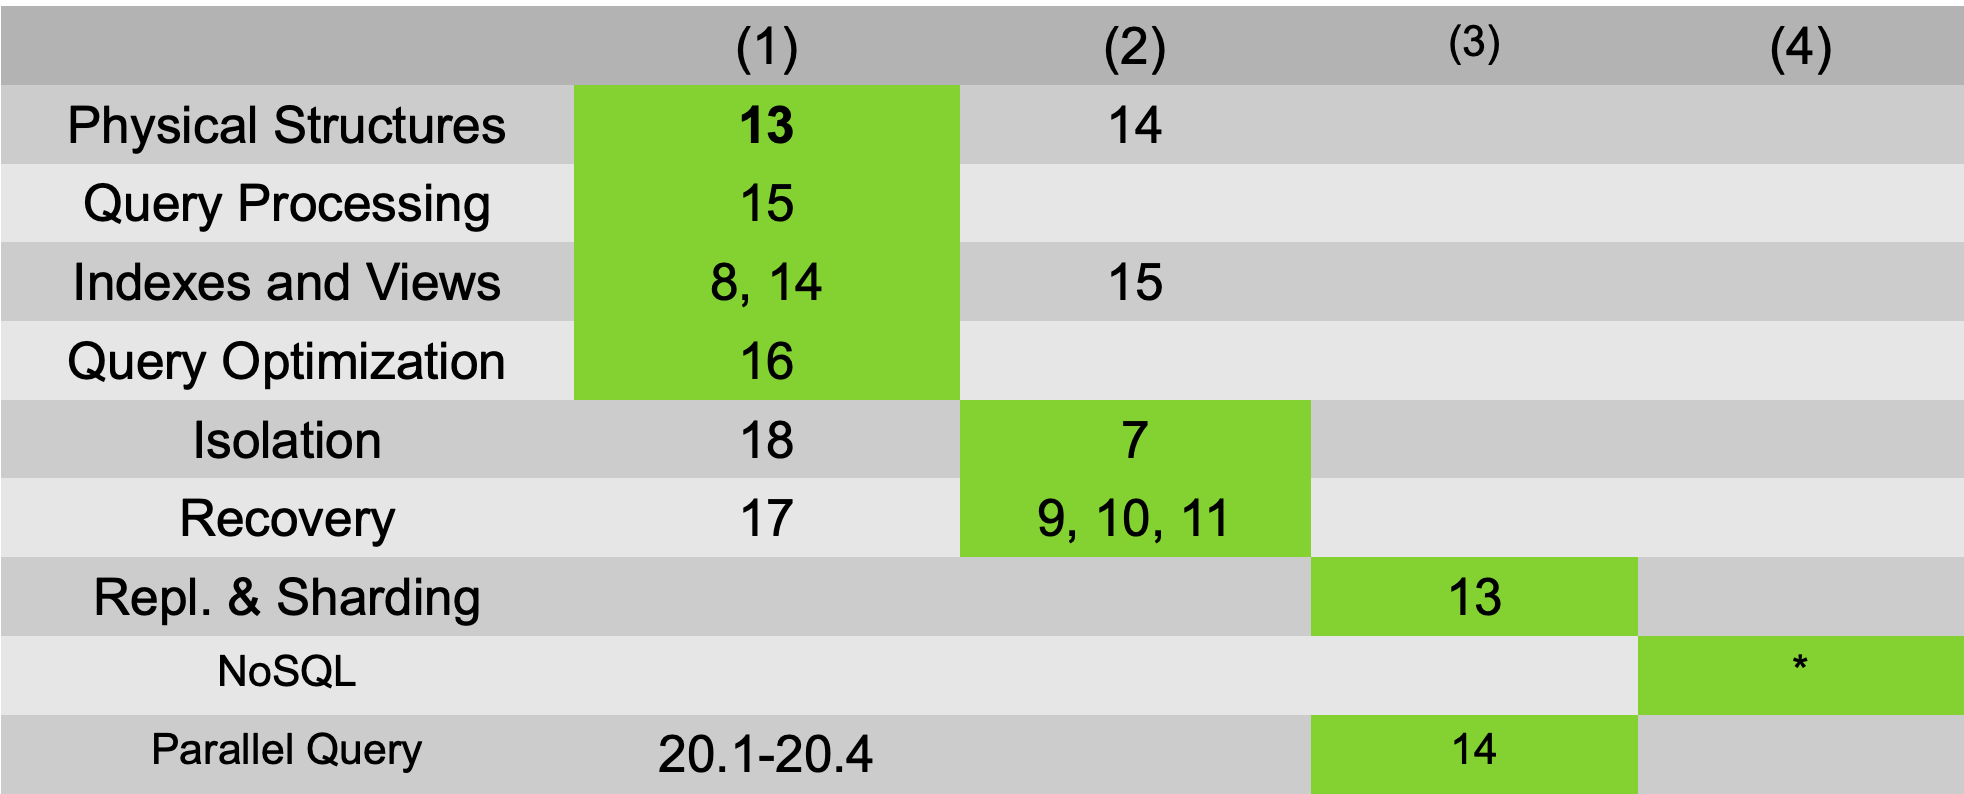 (1) (2) (3) (4)
Physical Structures 13 14
Query Processing 15
Indexes and Views 8, 14 15
Query Optimization 16
Isolation 18 7
Recovery 17 9, 10, 11
Repl. & Sharding 13
NoSQL *
Parallel Query 20.1-20.4 14